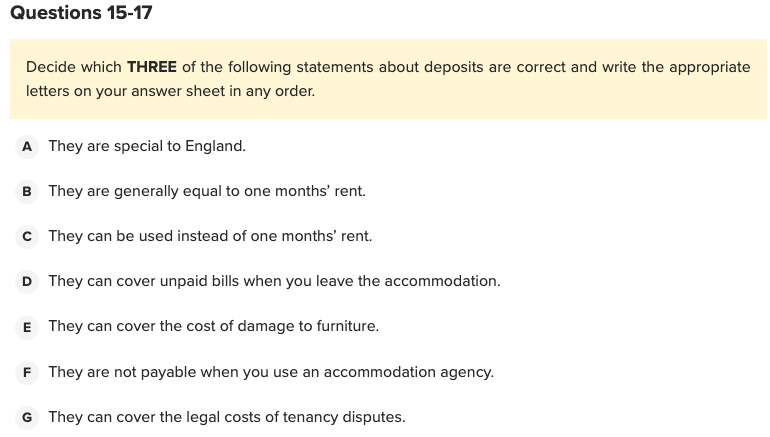 Questions 15-17
Decide which THREE of the following statements about deposits are correct and write the appropriate
letters on your answer sheet in any order.
A They are special to England.
B They are generally equal to one months’ rent.
C They can be used instead of one months’ rent.
D They can cover unpaid bills when you leave the accommodation.
E They can cover the cost of damage to furniture.
F They are not payable when you use an accommodation agency.
G They can cover the legal costs of tenancy disputes.